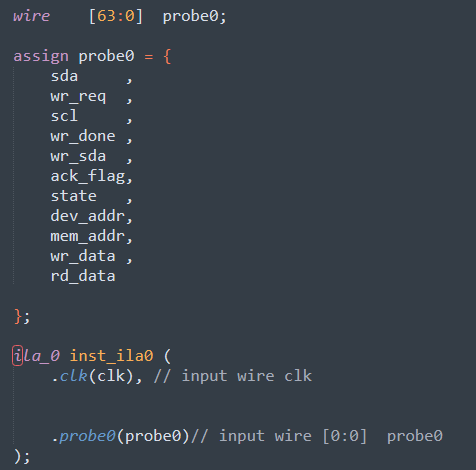 wire    [63:0]  probe0;
assign probe0 = {
    sda     ,
    wr_req  ,
    scl     ,
    wr_done ,
    wr_sda  ,
    ack_flag,
    state   ,
    dev_addr,
    mem_addr,
    wr_data ,
    rd_data
};
ila_0 inst_ila0 (
    .clk(clk), // input wire clk
    .probe0(probe0)// input wire [0:0]  probe0
);